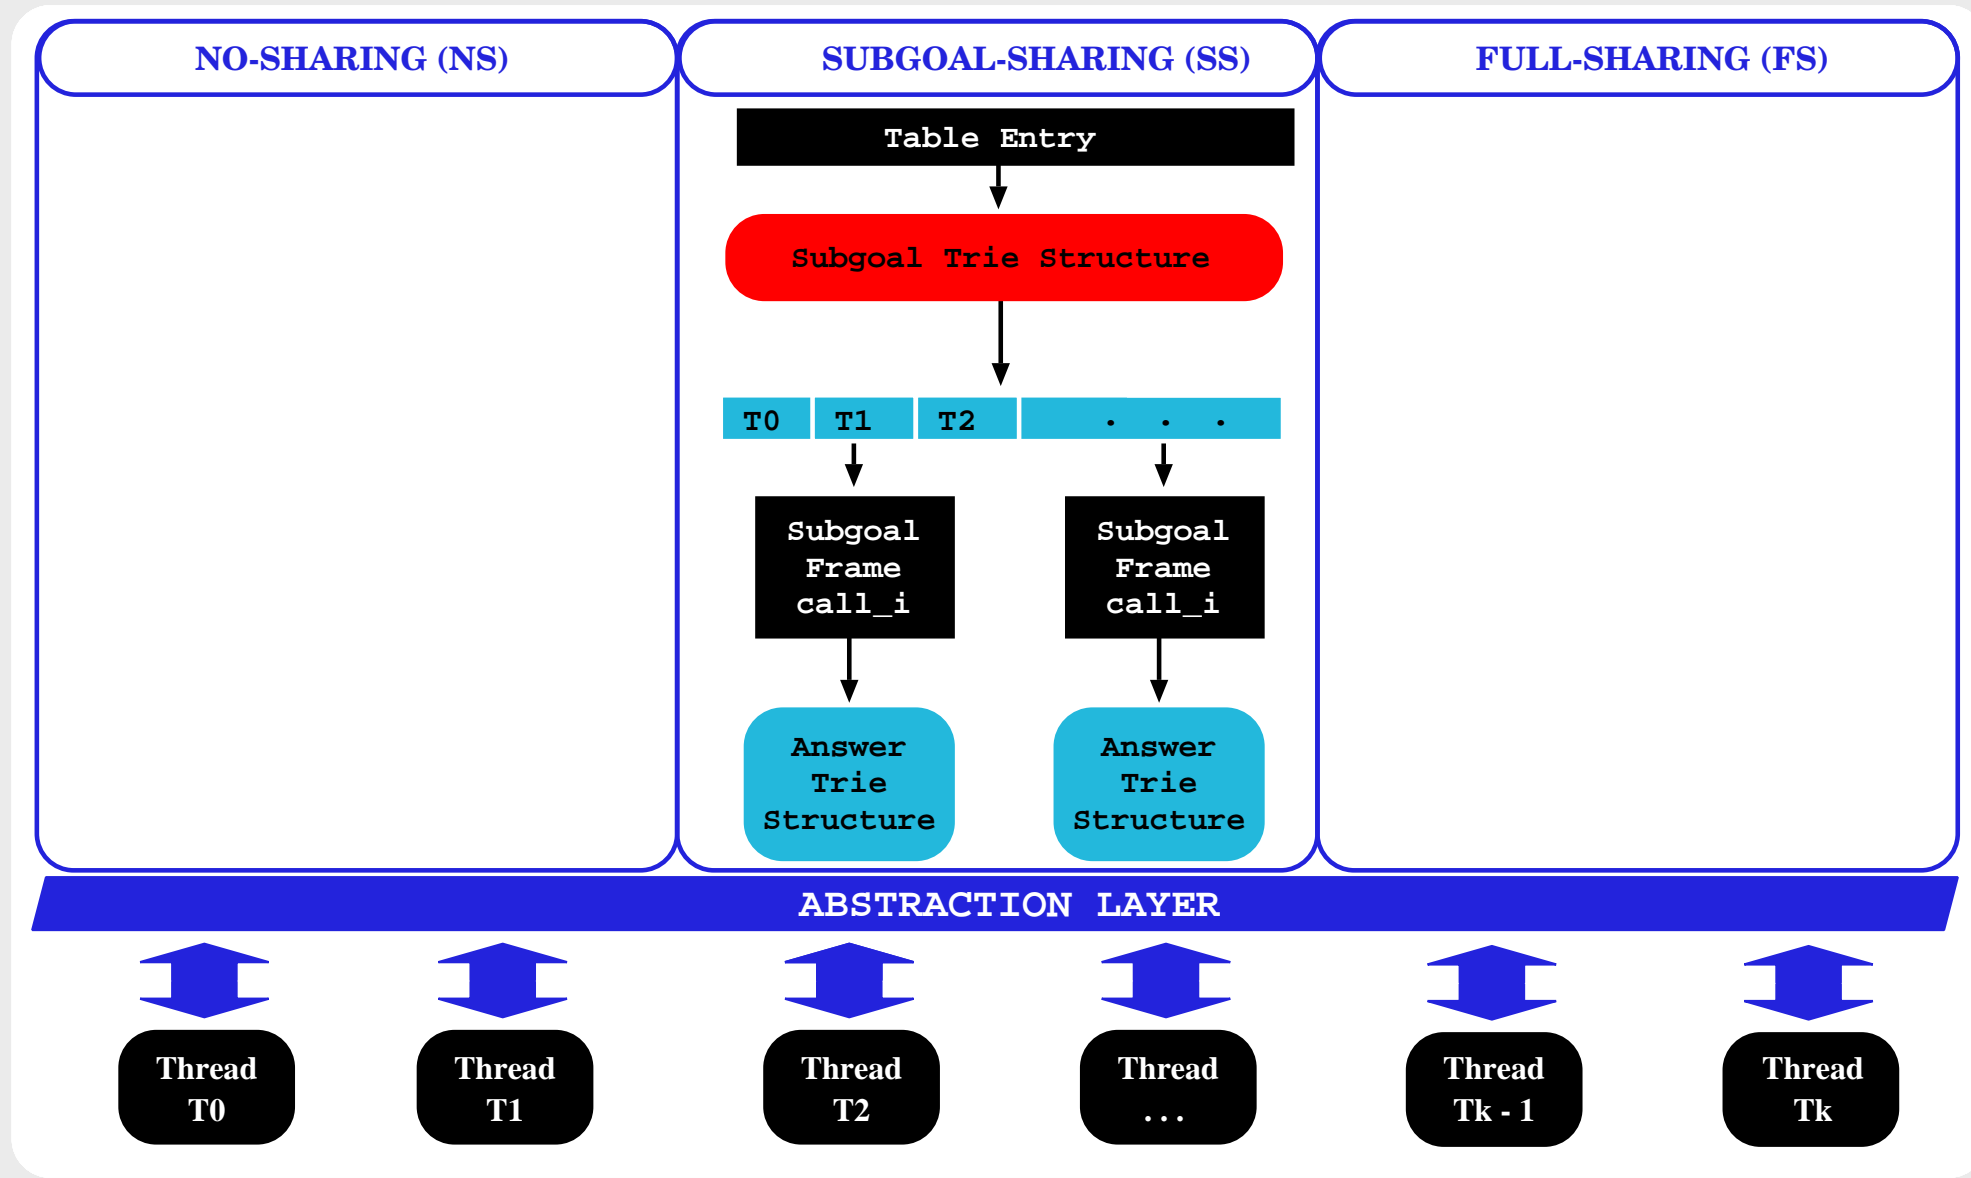 NO-SHARING (NS)
SUBGOAL-SHARING (SS)
FULL-SHARING (FS)
Table Entry
Subgoal Trie Structure
T0
T1
T2
. . .
Subgoal
Frame
call_i
Subgoal
Frame
call_i
Answer
Trie
Structure
Answer
Trie
Structure
ABSTRACTION LAYER
Thread
T0
Thread
T1
Thread
T2
Thread
. . .
Thread
Tk - 1
Thread
Tk